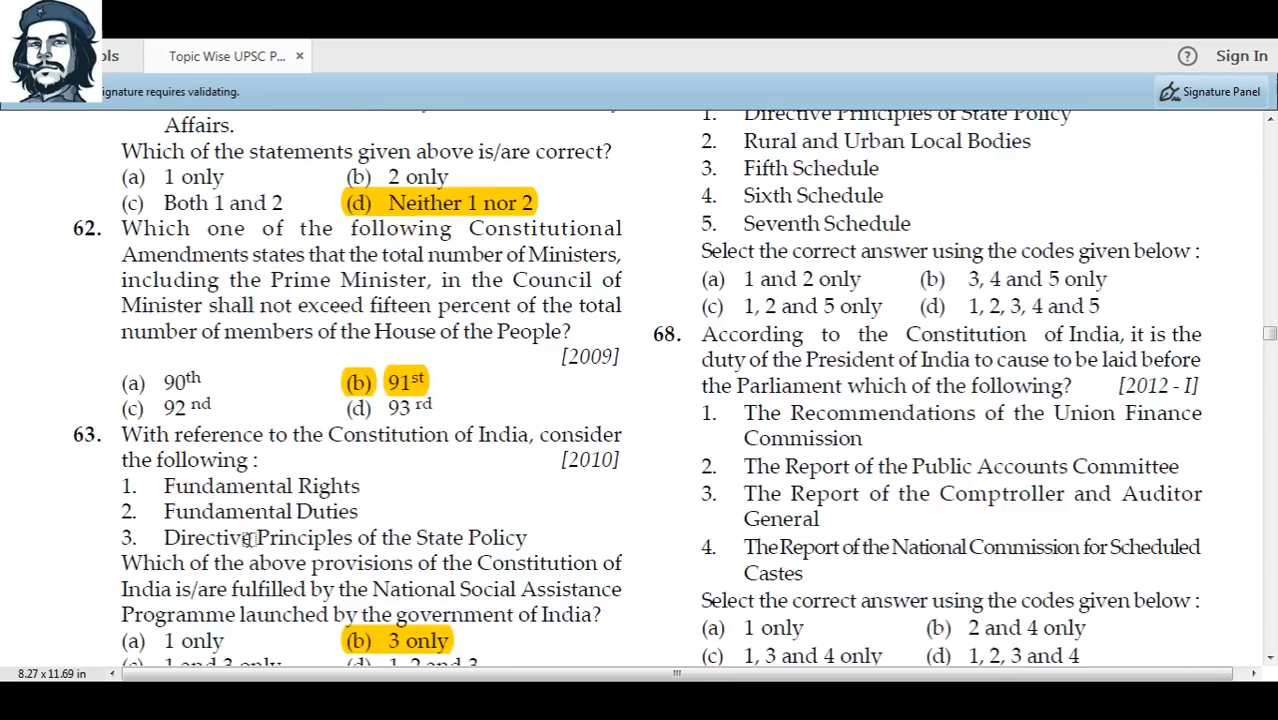 ols
Topic Wise UPSC P... ×
? Sign In
ignature requires validating.
Signature Panel
Affairs.
Which of the statements given above is/are correct?
(a) 1 only (b) 2 only
(c) Both 1 and 2 (d) Neither 1 nor 2
62. Which one of the following Constitutional
Amendments states that the total number of Ministers,
including the Prime Minister, in the Council of
Minister shall not exceed fifteen percent of the total
number of members of the House of the People?
[2009]
(a) 90th (b) 91st
(c) 92 nd (d) 93 rd
63. With reference to the Constitution of India, consider
the following : [2010]
1. Fundamental Rights
2. Fundamental Duties
3. Directive Principles of the State Policy
Which of the above provisions of the Constitution of
India is/are fulfilled by the National Social Assistance
Programme launched by the government of India?
(a) 1 only (b) 3 only
(c) 1 and 3 only (d) 1, 2 and 3
1. Directive Principles of State Policy
2. Rural and Urban Local Bodies
3. Fifth Schedule
4. Sixth Schedule
5. Seventh Schedule
Select the correct answer using the codes given below :
(a) 1 and 2 only (b) 3, 4 and 5 only
(c) 1, 2 and 5 only (d) 1, 2, 3, 4 and 5
68. According to the Constitution of India, it is the
duty of the President of India to cause to be laid before
the Parliament which of the following? [2012 - I]
1. The Recommendations of the Union Finance
Commission
2. The Report of the Public Accounts Committee
3. The Report of the Comptroller and Auditor
General
4. The Report of the National Commission for Scheduled
Castes
Select the correct answer using the codes given below :
(a) 1 only (b) 2 and 4 only
(c) 1, 3 and 4 only (d) 1, 2, 3 and 4
8.27 x 11.69 in